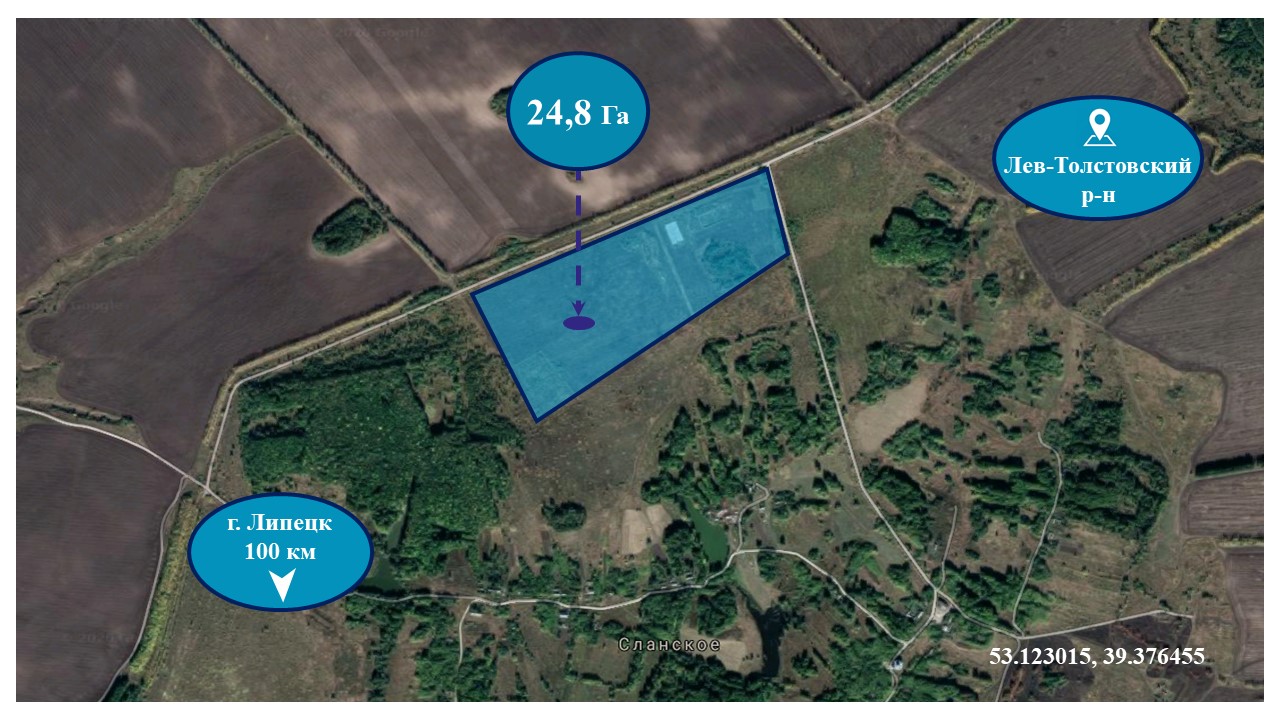 24,8 Га
Лев-Толстовский
р-н
г. Липецк
100 км
Сланское
53.123015, 39.376455